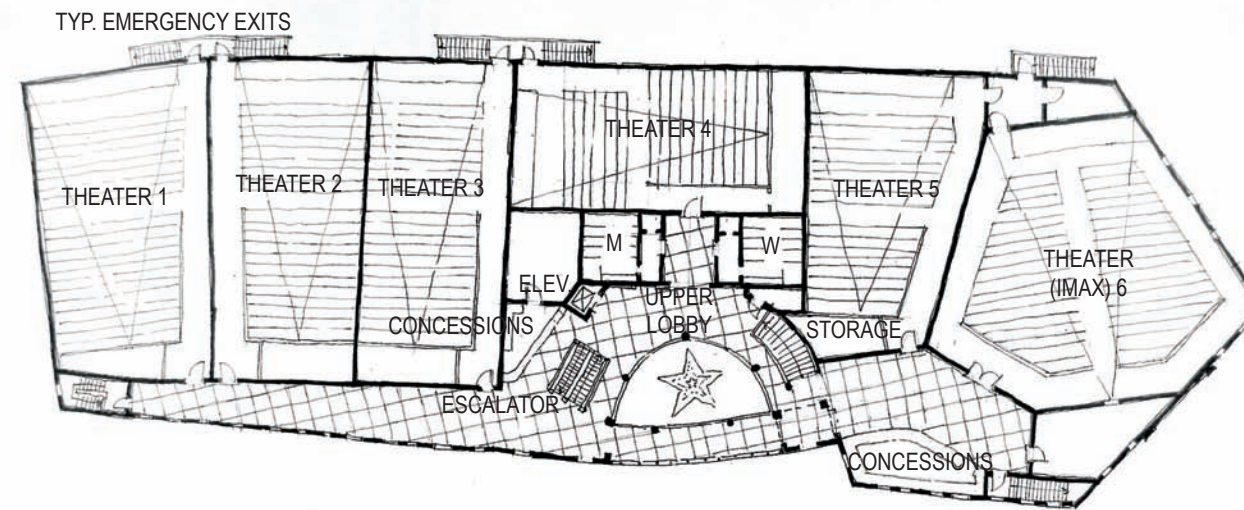 TYP. EMERGENCY EXITS
THEATER 1
THEATER 2
THEATER 3
THEATER 4
THEATER 5
THEATER
(IMAX) 6
M
W
ELEV.
UPPER
LOBBY
CONCESSIONS
STORAGE
ESCALATOR
CONCESSIONS